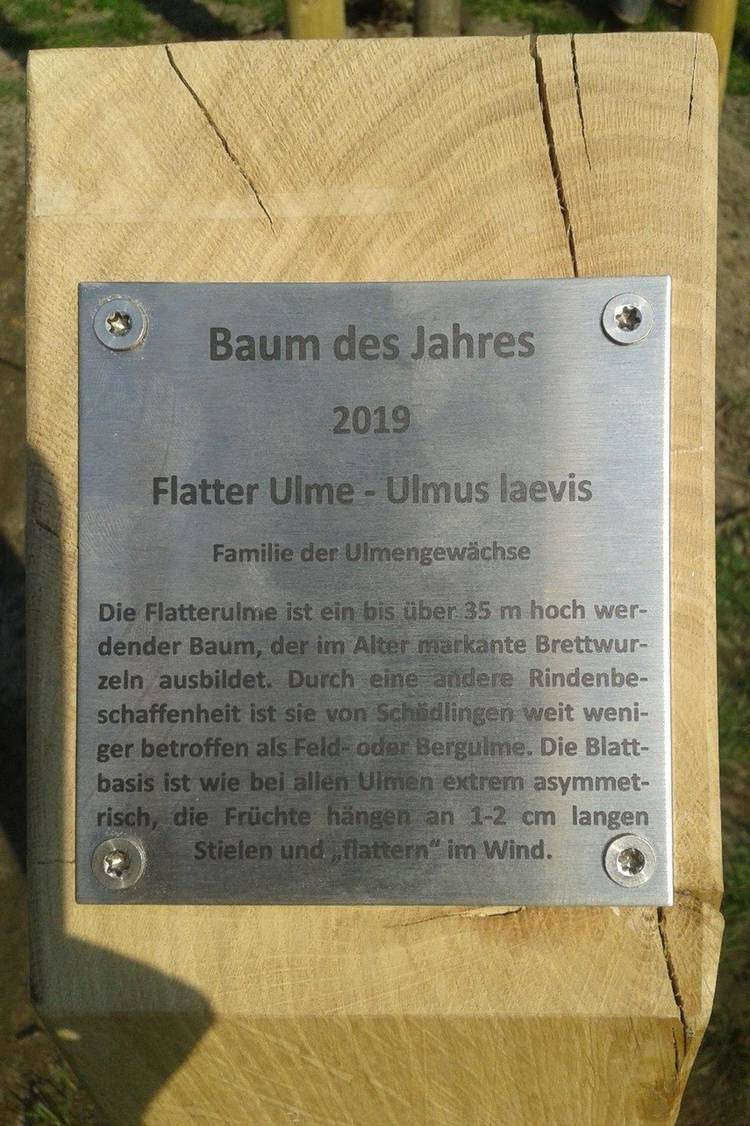 Baum des Jahres
2019
Flatter Ulme - Ulmus laevis
Familie der Ulmengewächse
Die Flatterulme ist ein bis über 35 m hoch wer-
dender Baum, der im Alter markante Brettwur-
zeln ausbildet. Durch eine andere Rindenbe-
schaffenheit ist sie von Schädlingen weit weni-
ger betroffen als Feld- oder Bergulme. Die Blatt-
basis ist wie bei allen Ulmen extrem asymmet-
risch, die Früchte hängen an 1-2 cm langen
Stielen und „flattern“ im Wind.